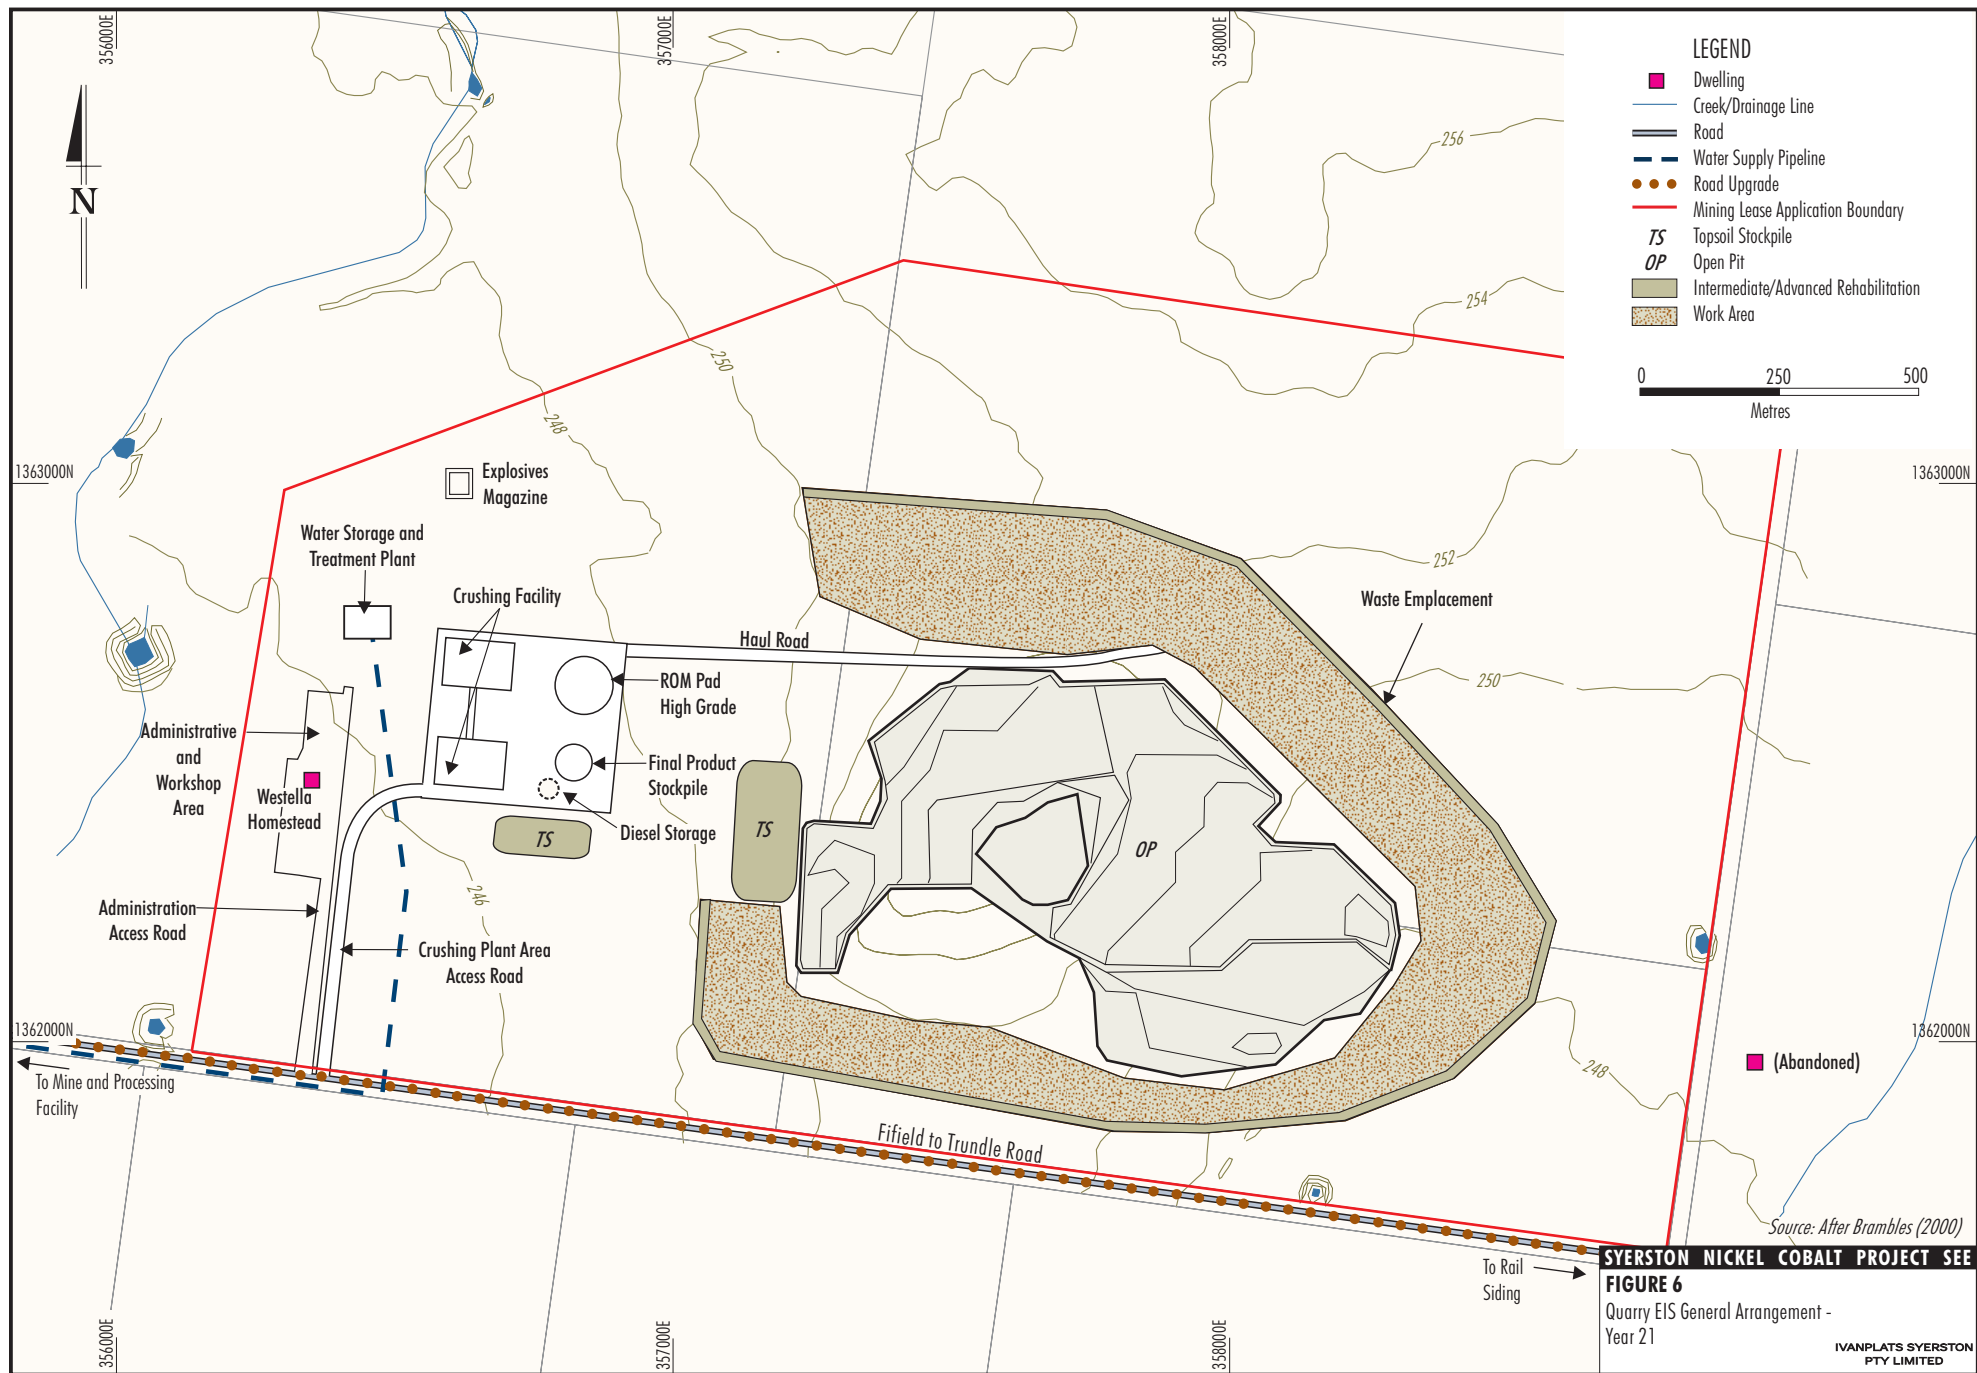 356000E
357000E
358000E
LEGEND
Dwelling
Creek/Drainage Line
Road
Water Supply Pipeline
Road Upgrade
Mining Lease Application Boundary
TS
Topsoil Stockpile
OP
Open Pit
Intermediate/Advanced Rehabilitation
Work Area
0
250
500
Metres
N
256
254
250
248
1363000N
1363000N
Explosives
Magazine
Water Storage and
Treatment Plant
Crushing Facility
252
Waste Emplacement
Haul Road
ROM Pad
High Grade
250
Administrative
and
Workshop
Area
Final Product
Stockpile
Westella
Homestead
Diesel Storage
TS
TS
OP
246
Administration
Access Road
Crushing Plant Area
Access Road
1362000N
1362000N
To Mine and Processing
Facility
248
(Abandoned)
Fifield to Trundle Road
Source: After Brambles (2000)
To Rail
Siding
SYERSTON NICKEL COBALT PROJECT SEE
FIGURE 6
Quarry EIS General Arrangement -
Year 21
IVANPLATS SYERSTON
PTY LIMITED
356000E
357000E
358000E